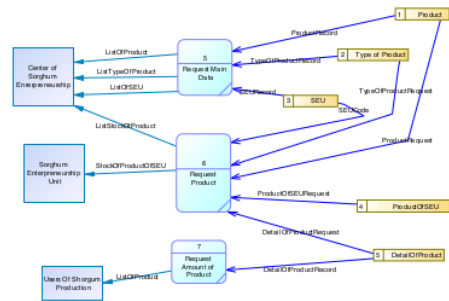 1 Product
ListOfProduct
ProductRecord
5
2 Type of Product
Center of
Sorghum
Enerepreneurship
ListTypeOfProduct
Request Main
Data
TypeOfProductRecord
ListOfSEU
SEURecord
3 SEU
TypeOfProductRequest
SEUCode
ListStockOfProduct
ProductRequest
Sorghum
Enterpreneurship
Unit
StockOfProductOfSEU
6
Request
Product
ProductOfSEURequest
4 ProductOfSEU
DetailOfProductRequest
7
5 DetailOfProduct
Request
Amount of
Product
DetailOfProductRecord
Users Of Shorgum
Production
ListOfProduct